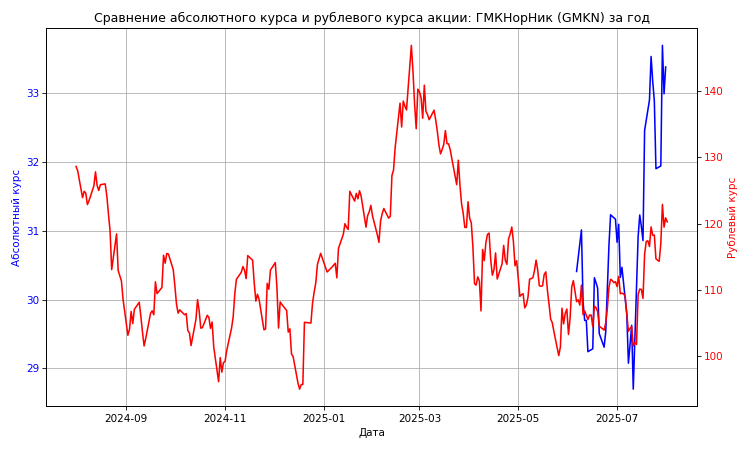 Сравнение абсолютного курса и рублевого курса акции: ГМКНорНик (GMKN) за год
33
32
31
30
29
Абсолютный курс
140
130
120
110
100
Рублевый курс
2024-09 2024-11 2025-01 2025-03 2025-05 2025-07
Дата